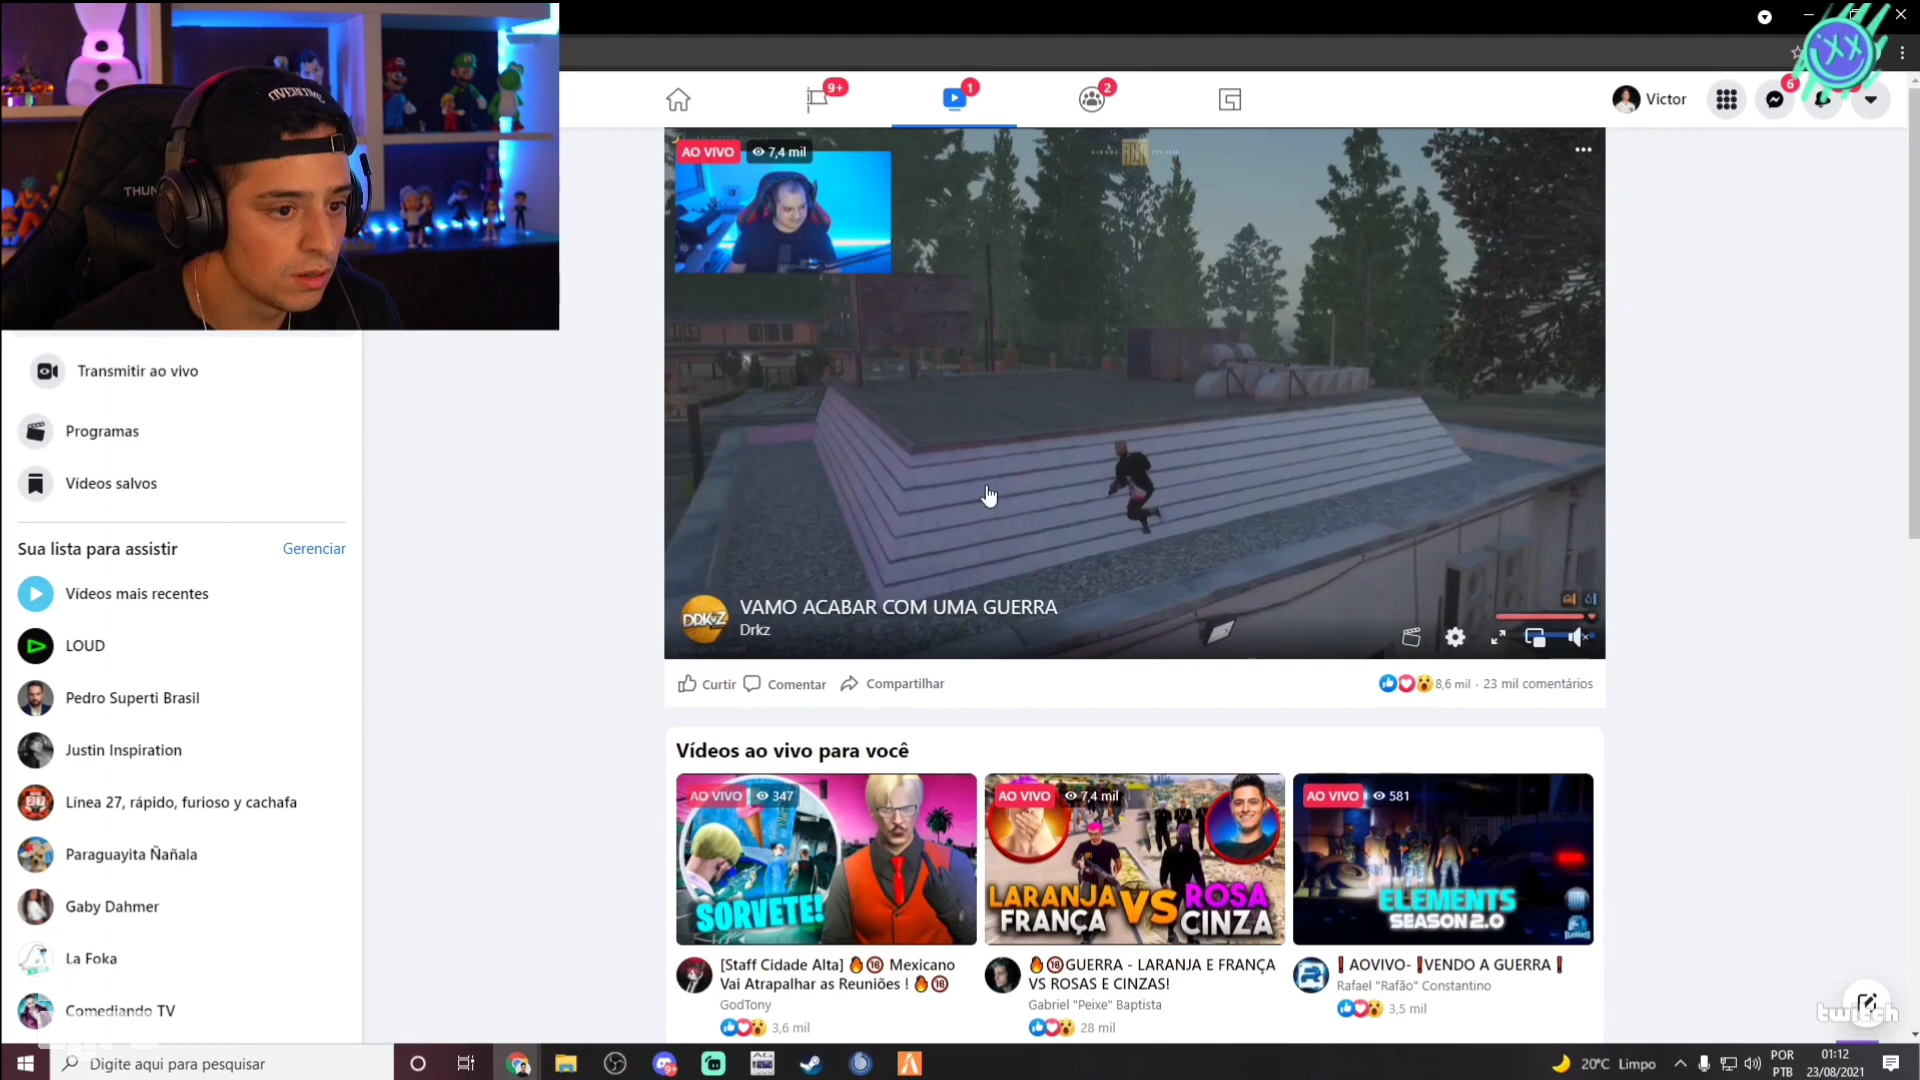 OVERCOME
THUN
9+
1
2
Victor
6
AO VIVO
7,4 mil
VAMO ACABAR COM UMA GUERRA
DRKZ
Drkz
Curtir
Comentar
Compartilhar
8,6 mil · 23 mil comentários
Transmitir ao vivo
Programas
Vídeos salvos
Sua lista para assistir
Gerenciar
Vídeos mais recentes
LOUD
Pedro Superti Brasil
Justin Inspiration
Línea 27, rápido, furioso y cachafa
Paraguayita Ñañala
Gaby Dahmer
La Foka
Comediando TV
Vídeos ao vivo para você
AO VIVO
347
SORVETE!
[Staff Cidade Alta] 🔥🔞 Mexicano
Vai Atrapalhar as Reuniões ! 🔥🔞
GodTony
3,6 mil
AO VIVO
7,4 mil
LARANJA
FRANÇA
VS
ROSA
CINZA
🔥🔞GUERRA - LARANJA E FRANÇA
VS ROSAS E CINZAS!
Gabriel "Peixe" Baptista
28 mil
AO VIVO
581
ELEMENTS
SEASON 2.0
❗ AOVIVO- ❗VENDO A GUERRA ❗
Rafael "Rafão" Constantino
3,5 mil
twitch
Digite aqui para pesquisar
20°C Limpo
POR
PTB
01:12
23/08/2021